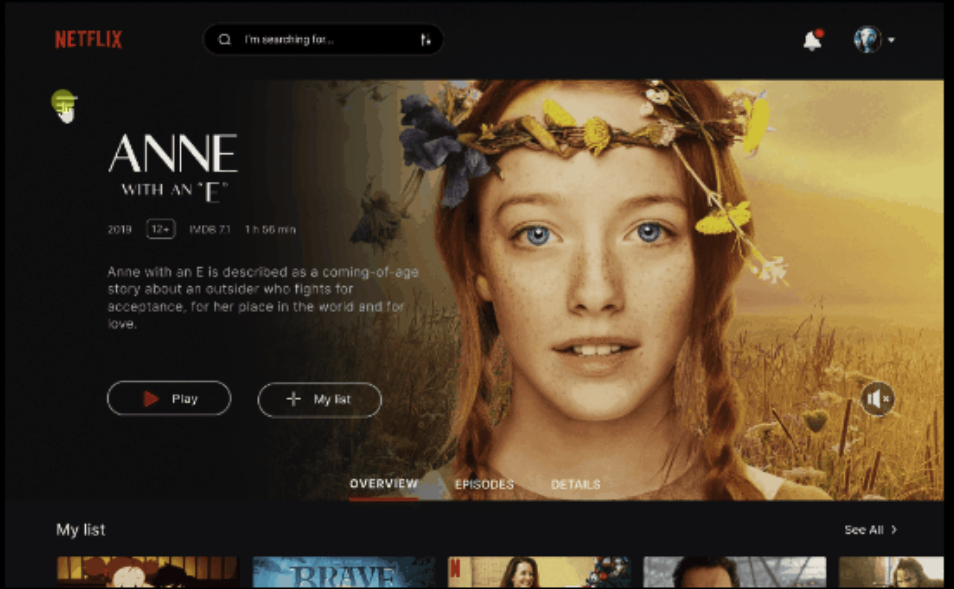 NETFLIX
I'm searching for...
ANNE
WITH AN "E"
2019 12+ IMDB 7.1 1 h 56 min
Anne with an E is described as a coming-of-age
story about an outsider who fights for
acceptance, for her place in the world and for
love.
Play
My list
OVERVIEW EPISODES DETAILS
My list
See All
BRAVE
N